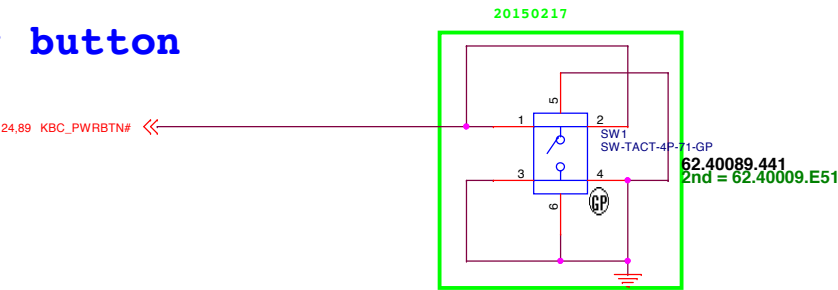 20150217
button
5
1
2
24,89 KBC_PWRBTN#
SW1
SW-TACT-4P-71-GP
62.40089.441
2nd = 62.40009.E51
3
4
6
GP